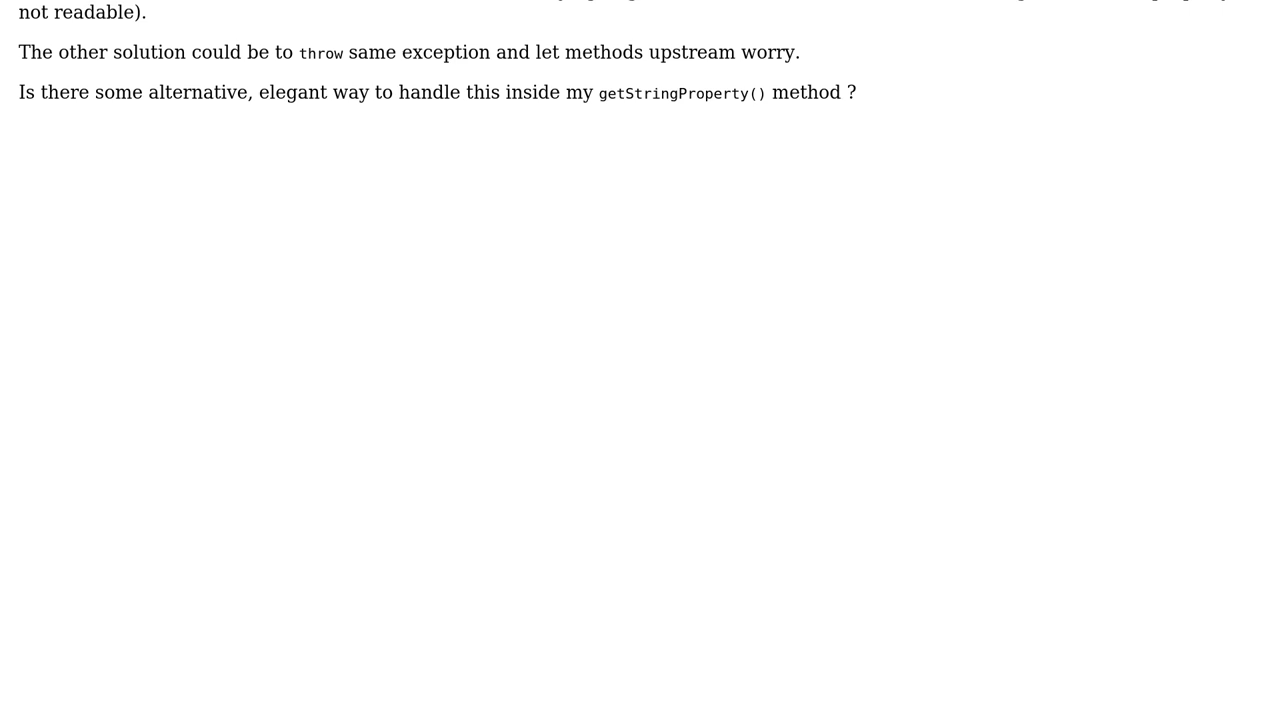 not readable).
The other solution could be to throw same exception and let methods upstream worry.
Is there some alternative, elegant way to handle this inside my getStringProperty() method ?